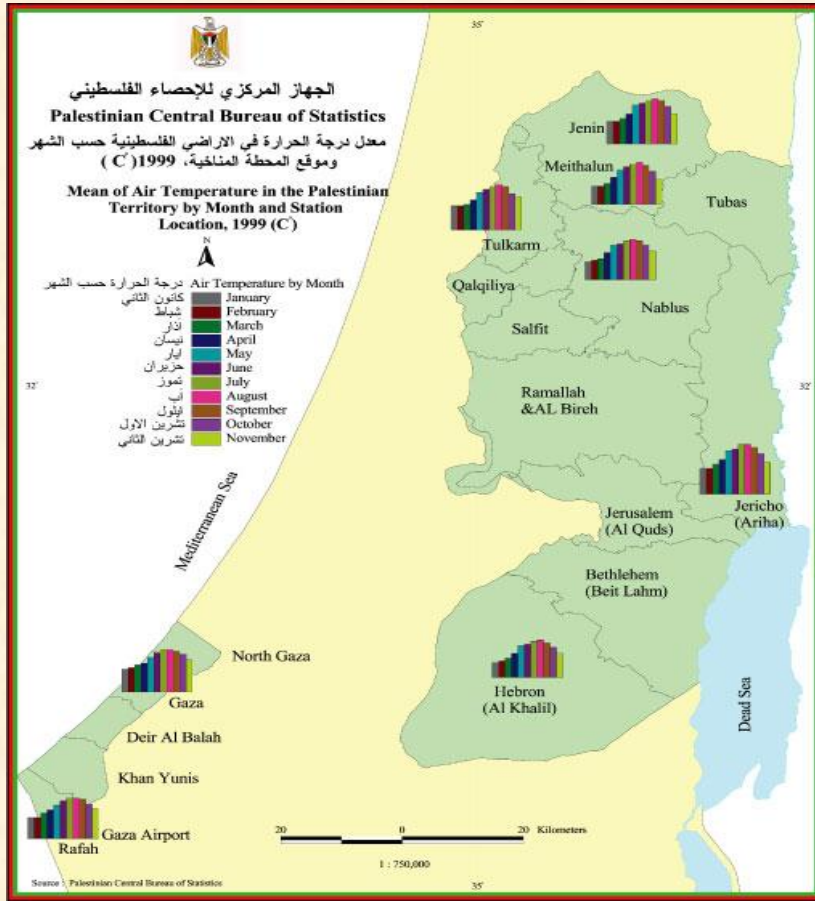 35'
الجهاز المركزي للإحصاء الفلسطيني
Palestinian Central Bureau of Statistics
معدل درجة الحرارة في الاراضي الفلسطينية حسب الشهر
وموقع المحطة المناخية، 1999 (C°)
Mean of Air Temperature in the Palestinian
Territory by Month and Station
Location, 1999 (C°)
N
درجة الحرارة حسب الشهر Air Temperature by Month
كانون الثاني January
شباط February
اذار March
نيسان April
ايار May
حزيران June
تموز July
آب August
ايلول September
تشرين الاول October
تشرين الثاني November
Jenin
Meithalun
Tubas
Tulkarm
Qalqiliya
Nablus
Salfit
32'
32'
Ramallah
&AL Bireh
Mediterranean Sea
Jericho
(Ariha)
Jerusalem
(Al Quds)
Bethlehem
(Beit Lahm)
North Gaza
Hebron
(Al Khalil)
Dead Sea
Gaza
Deir Al Balah
Khan Yunis
Gaza Airport
Rafah
20 0 20 Kilometers
1 : 750,000
Source : Palestinian Central Bureau of Statistics
35'